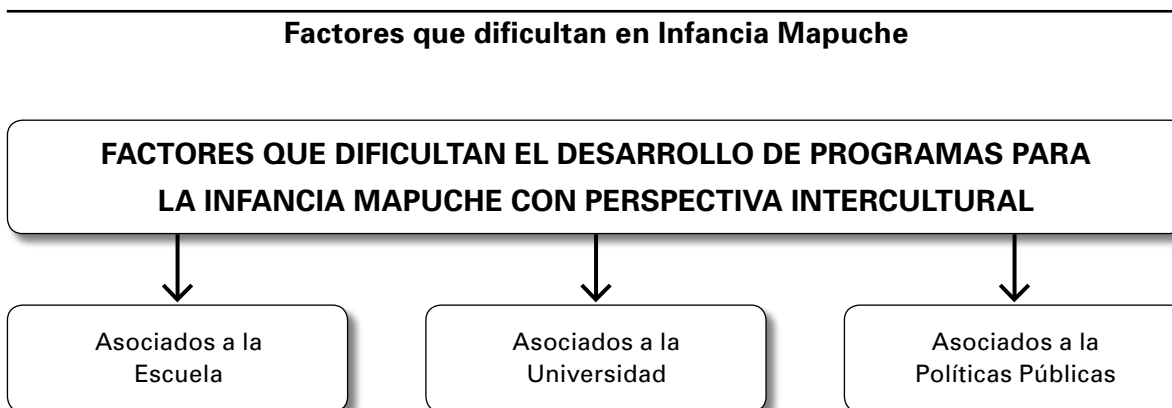 Factores que dificultan en Infancia Mapuche
FACTORES QUE DIFICULTAN EL DESARROLLO DE PROGRAMAS PARA
LA INFANCIA MAPUCHE CON PERSPECTIVA INTERCULTURAL
Asociados a la
Escuela
Asociados a la
Universidad
Asociados a la
Políticas Públicas